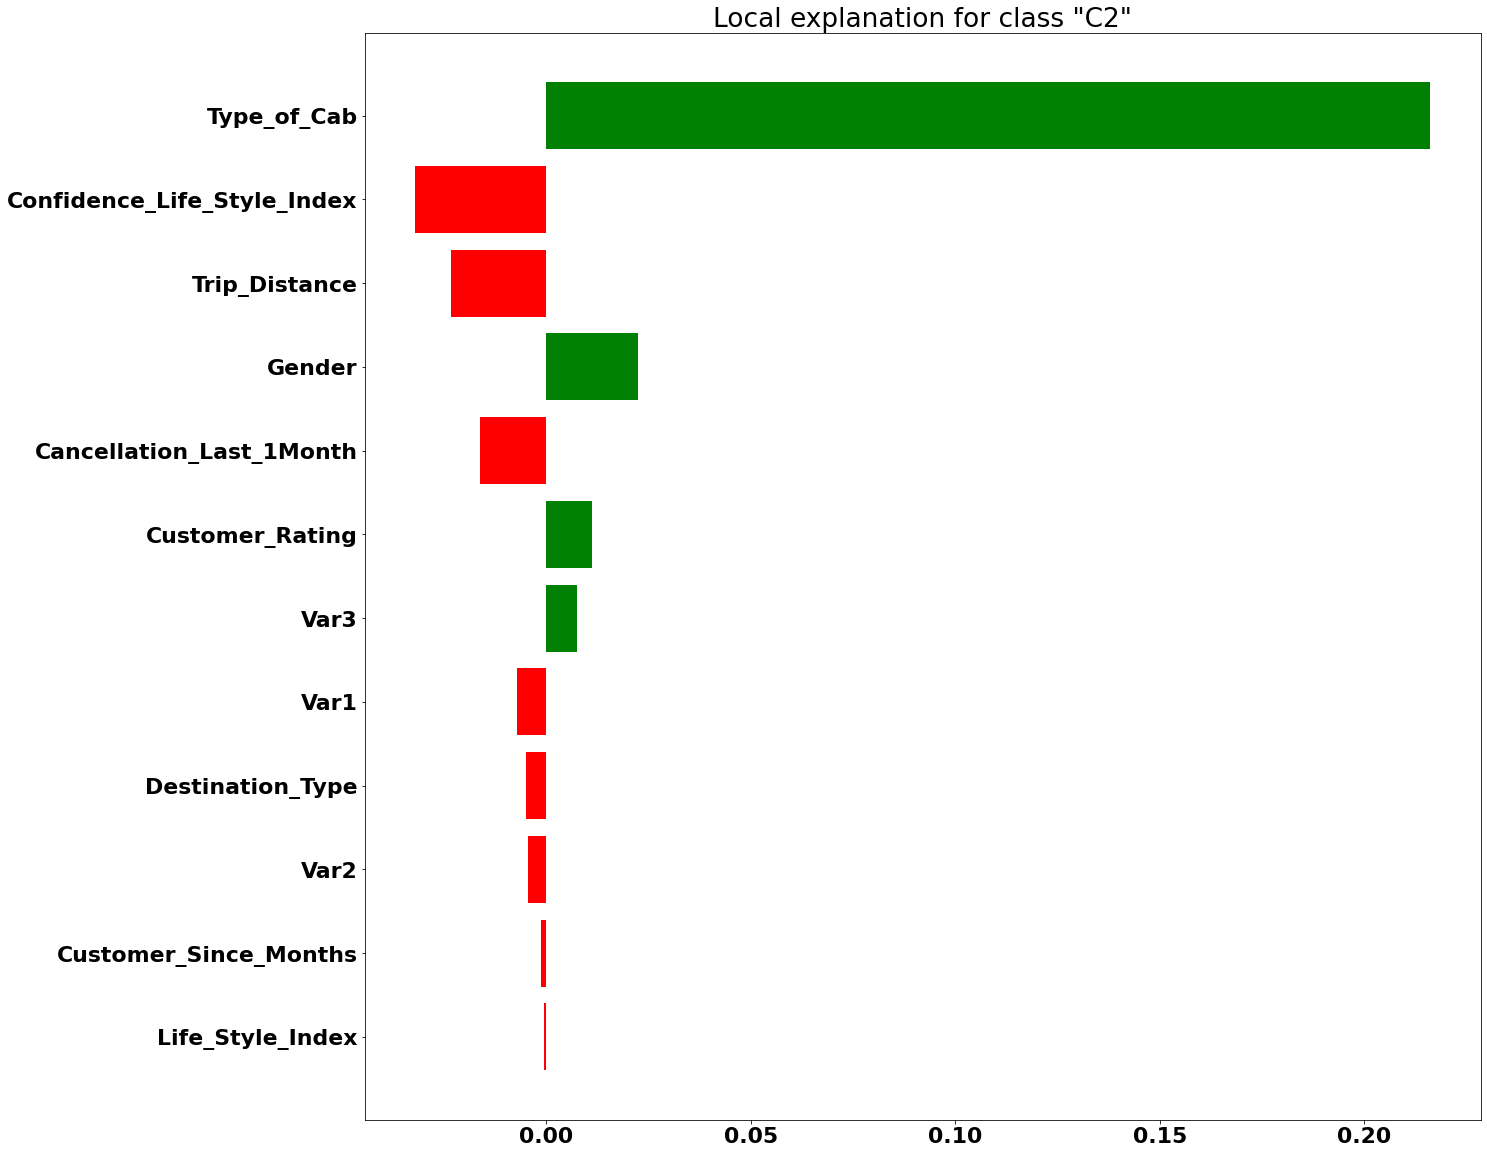 Local explanation for class "C2"
Type_of_Cab
Confidence_Life_Style_Index
Trip_Distance
Gender
Cancellation_Last_1Month
Customer_Rating
Var3
Var1
Destination_Type
Var2
Customer_Since_Months
Life_Style_Index
0.00 0.05 0.10 0.15 0.20